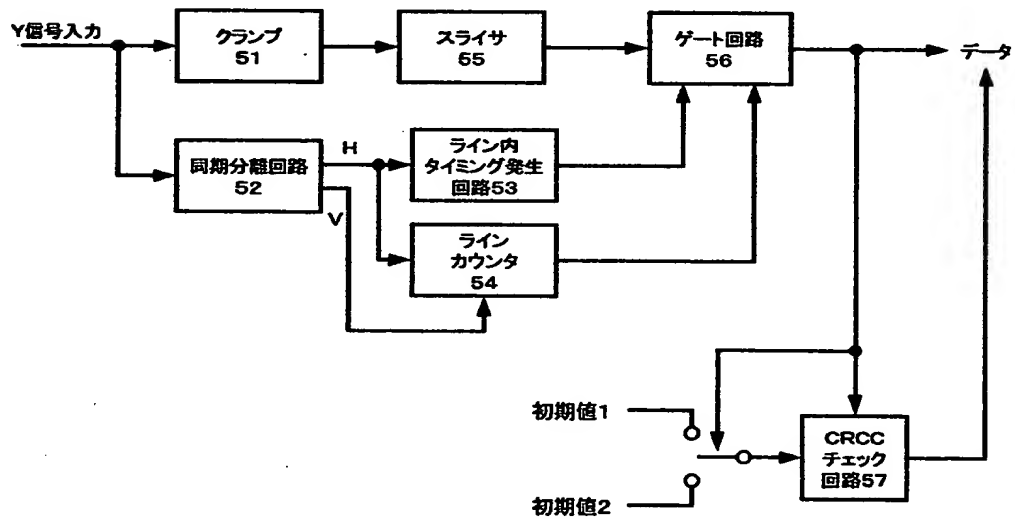 Y信号入力
クランプ
51
スライサ
55
ゲート回路
56
データ
同期分離回路
52
H
V
ライン内
タイミング発生
回路53
ライン
カウンタ
54
初期値1
初期値2
CRCC
チェック
回路57